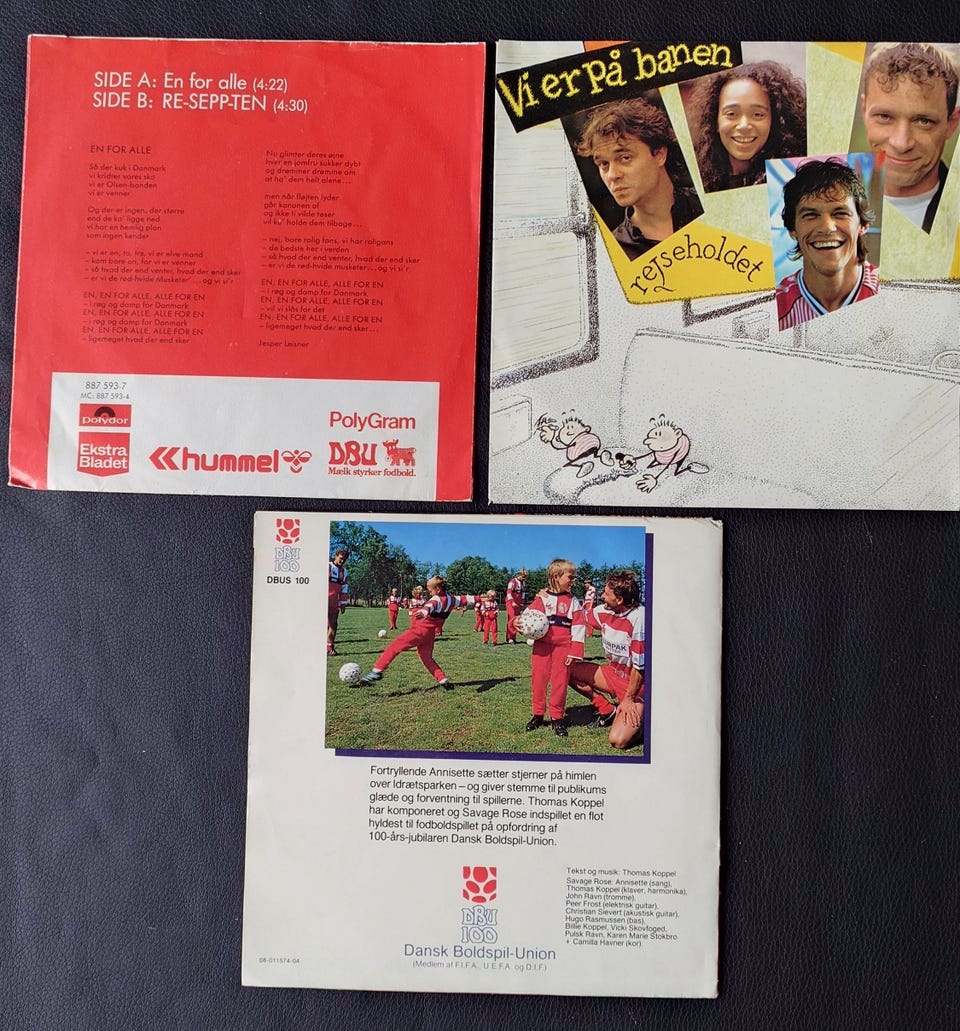 SIDE A: En for alle (4:22)
SIDE B: RE-SEPP-TEN (4:30)
EN FOR ALLE
Så der kuk i Danmark
vi kridter vores sko
vi er Olsen-banden
vi er venner
Og der er ingen, der større
end de ka' ligge ned
vi har en hemlig plan
som ingen kender
– vi er en, to, tre, vi er elve mand
– kom bare an, for vi er venner
– så hvad der end venter, hvad der end sker
– er vi de rød-hvide Musketer' ... og vi si'r
EN, EN FOR ALLE, ALLE FOR EN
– i røg og damp for Danmark
EN, EN FOR ALLE, ALLE FOR EN
– i røg og damp for Danmark
EN, EN FOR ALLE, ALLE FOR EN
– ligemeget hvad der end sker
Nu glimter deres øjne
hver en jomfru sukker dybt
og drømmer drømme om
at ha' dem helt alene...
men når fløjten lyder
går kanonen af
og ikke ti vilde tøser
vil ku' holde dem tilbage...
– nej, bare rolig fans, vi har roligans
– de bedste her i verden
– så hvad der end venter, hvad der end sker
– er vi de rød-hvide musketer ... og vi si'r
EN, EN FOR ALLE, ALLE FOR EN
– i røg og damp for Danmark
EN, EN FOR ALLE, ALLE FOR EN
– vil vi slås for det
EN, EN FOR ALLE, ALLE FOR EN
– ligemeget hvad der end sker...
Jesper Leisner
887 593-7
MC: 887 593-4
Polydor
Ekstra
Bladet
hummel
PolyGram
DBU
Mælk styrker fodbold.
Vi er på banen
rejseholdet
DBU
100
DBUS 100
Fortryllende Annisette sætter stjerner på himlen
over Idrætsparken – og giver stemme til publikums
glæde og forventning til spillerne. Thomas Koppel
har komponeret og Savage Rose indspillet en flot
hyldest til fodboldspillet på opfordring af
100-års-jubilaren Dansk Boldspil-Union.
Tekst og musik: Thomas Koppel
Savage Rose: Annisette (sang),
Thomas Koppel (klaver, harmonika),
John Ravn (tromme),
Peer Frost (elektrisk guitar),
Christian Sievert (akustisk guitar),
Hugo Rasmussen (bas),
Billie Koppel, Vicki Skovfoged,
Pulsk Ravn, Karen Marie Stokbro
+ Camilla Havner (kor).
DBU
100
Dansk Boldspil-Union
(Medlem af F.I.F.A., U.E.F.A. og D.I.F.)
08-011574-04